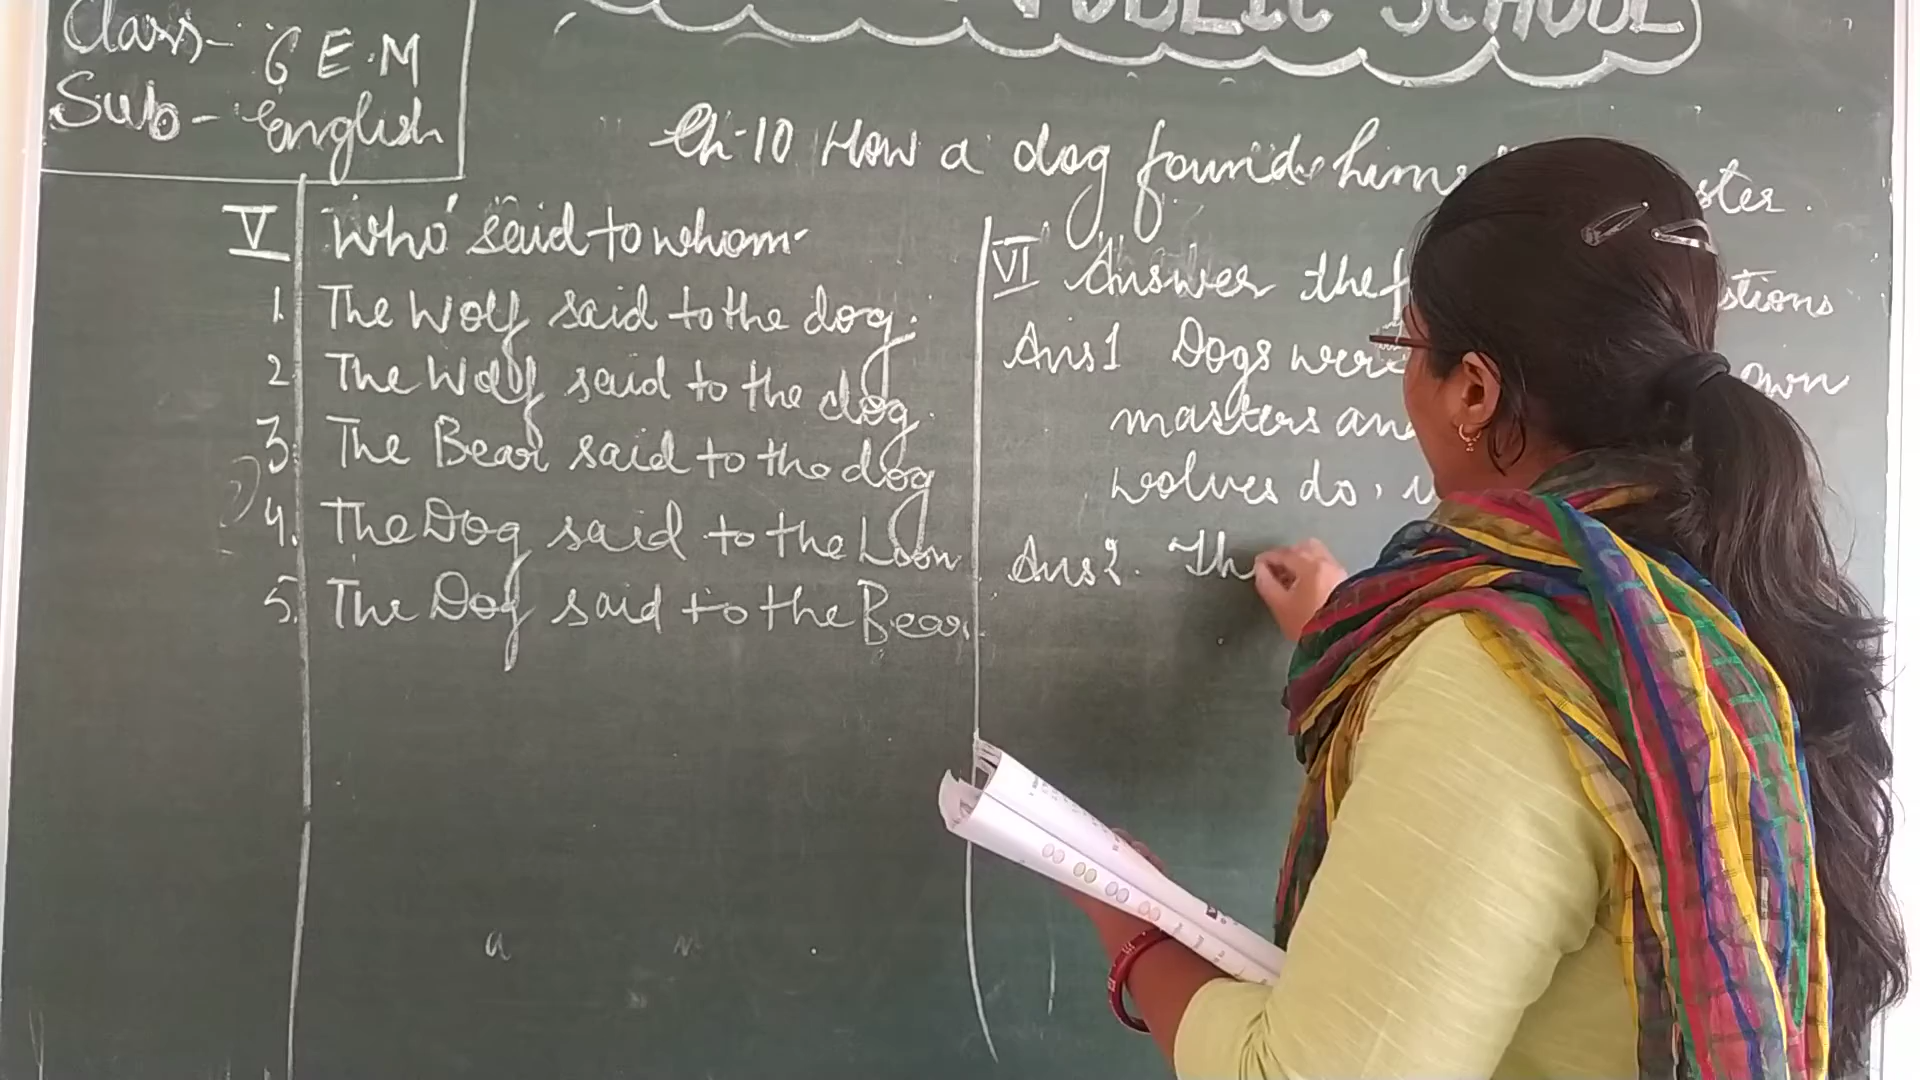 PUBLIC SCHOOL
Class- 6 E.M
Sub- English
Ch-10 How a dog found
V Who said to whom.
1. The Wolf said to the dog.
2. The Wolf said to the dog.
3. The Bear said to the dog
4. The Dog said to the Loon
5. The Dog said to the Bear.
VI Answer the
Ans1 Dogs were own
masters
wolves do,
Ans2. Th